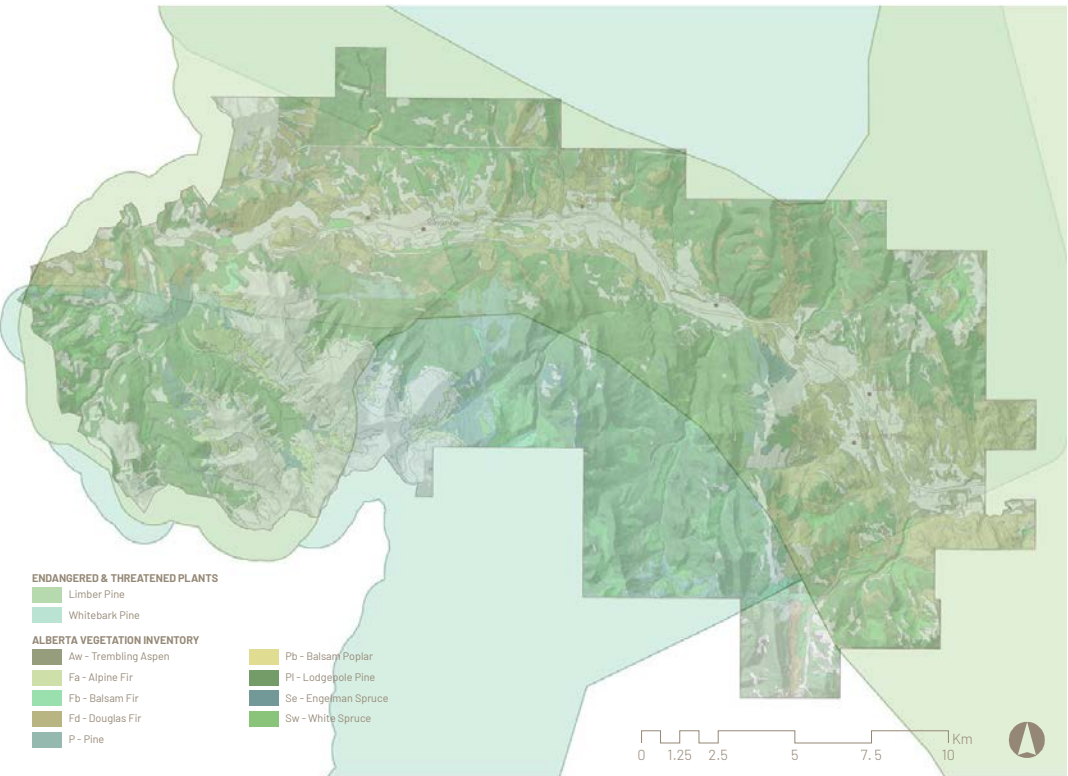 ENDANGERED & THREATENED PLANTS
Limber Pine
Whitebark Pine
ALBERTA VEGETATION INVENTORY
Aw - Trembling Aspen
Fa - Alpine Fir
Fb - Balsam Fir
Fd - Douglas Fir
P - Pine
Pb - Balsam Poplar
Pl - Lodgepole Pine
Se - Engelman Spruce
Sw - White Spruce
Km
0 1.25 2.5 5 7.5 10